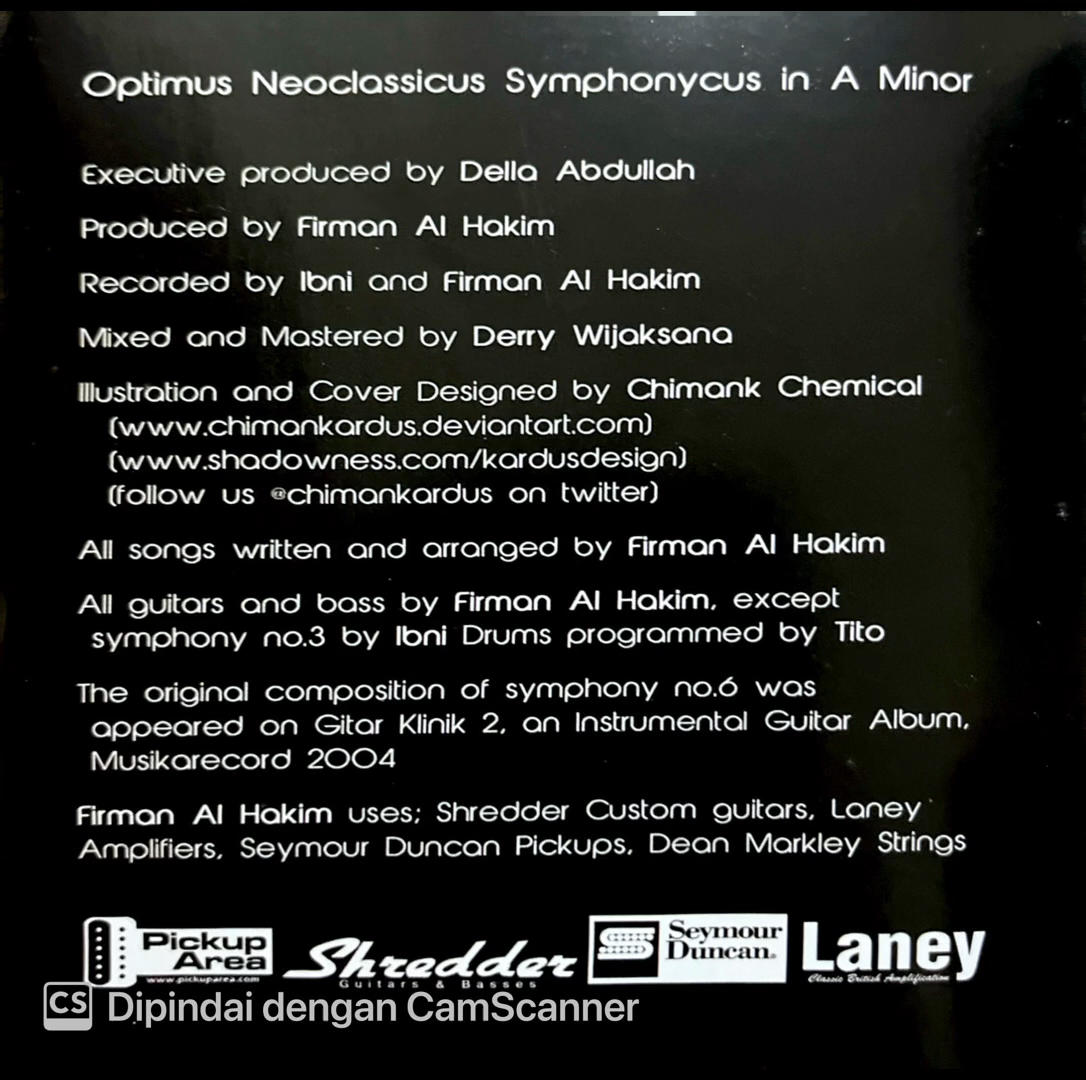 Optimus Neoclassicus Symphonycus in A Minor
Executive produced by Della Abdullah
Produced by Firman Al Hakim
Recorded by Ibni and Firman Al Hakim
Mixed and Mastered by Derry Wijaksana
Illustration and Cover Designed by Chimank Chemical
(www.chimankardus.deviantart.com)
(www.shadowness.com/kardusdesign)
(follow us @chimankardus on twitter)
All songs written and arranged by Firman Al Hakim
All guitars and bass by Firman Al Hakim, except
symphony no.3 by Ibni Drums programmed by Tito
The original composition of symphony no.6 was
appeared on Gitar Klinik 2, an Instrumental Guitar Album,
Musikarecord 2004
Firman Al Hakim uses; Shredder Custom guitars, Laney
Amplifiers, Seymour Duncan Pickups, Dean Markley Strings
Pickup
Area
www.pickuparea.com
Shredder
Guitars & Basses
Seymour
Duncan.
Laney
Classic British Amplification
CS Dipindai dengan CamScanner